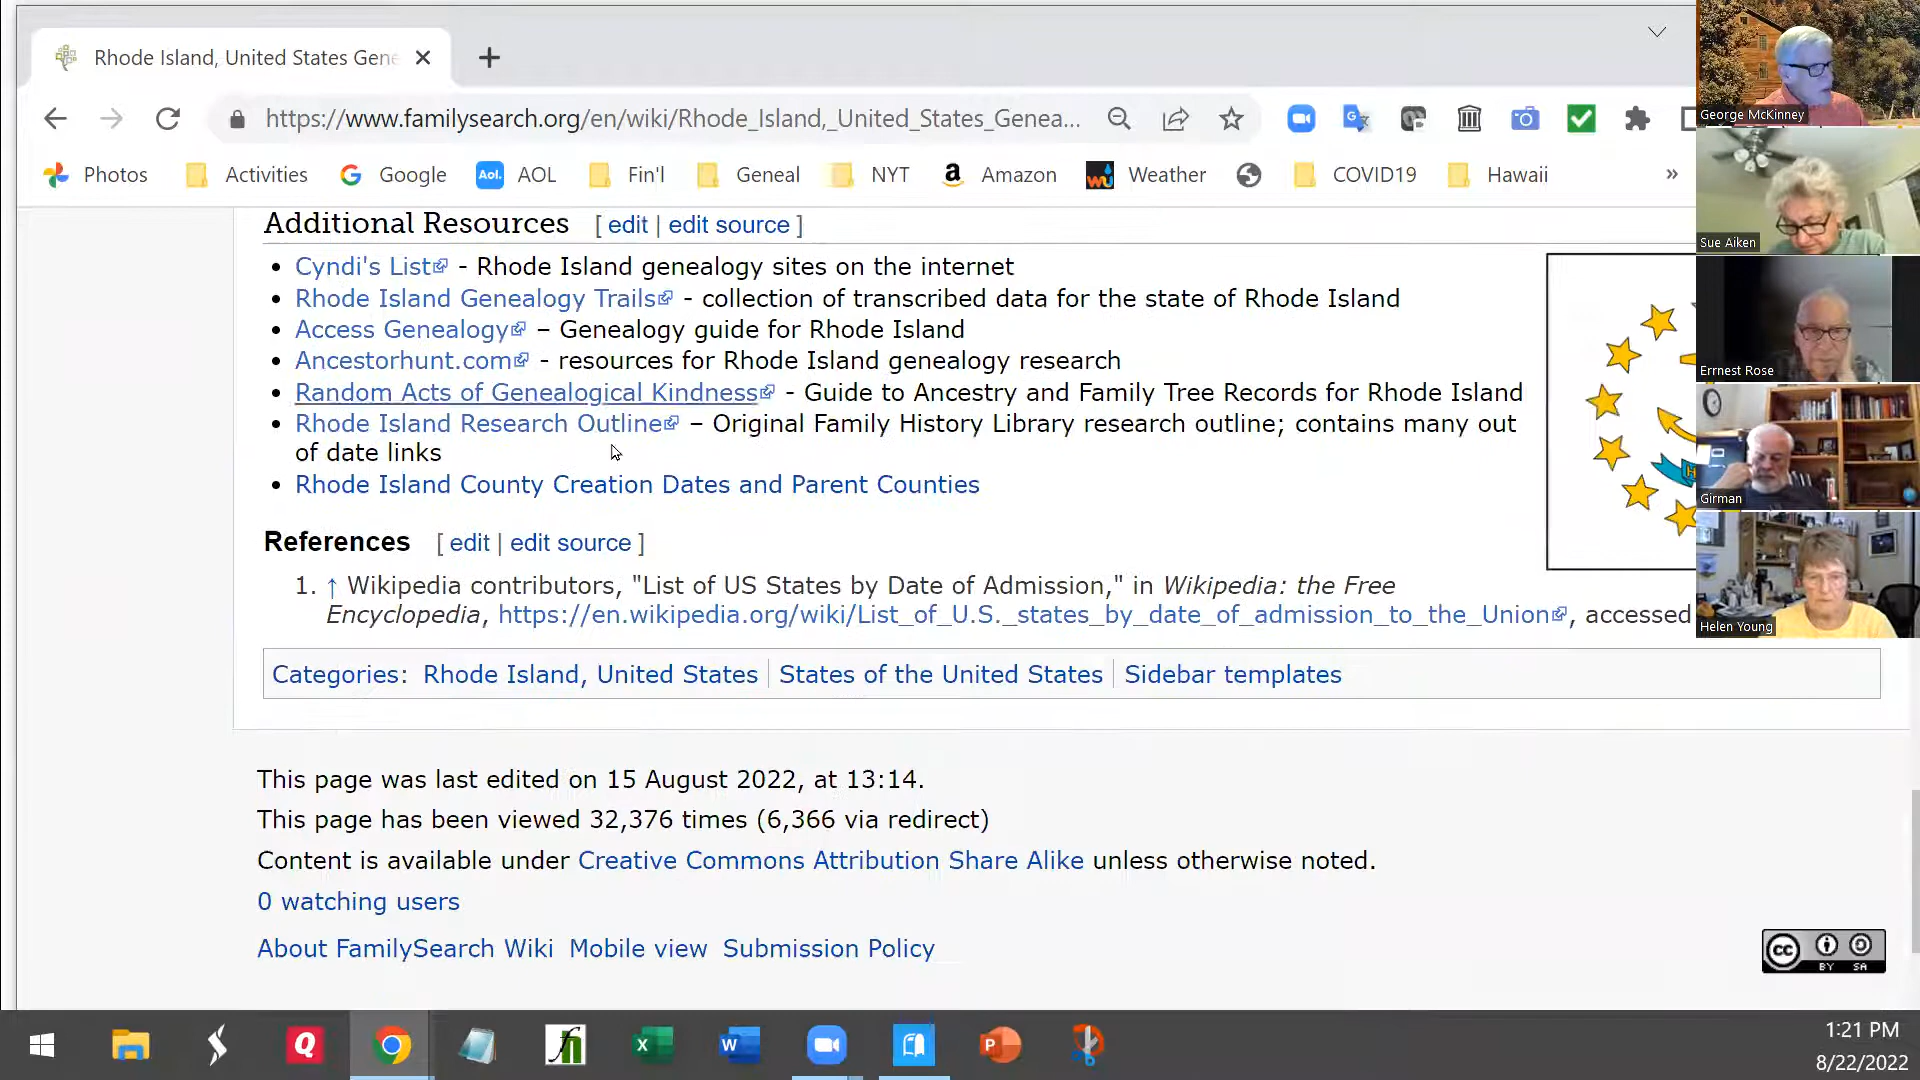 Rhode Island, United States Gene
https://www.familysearch.org/en/wiki/Rhode_Island,_United_States_Genea...
Photos Activities Google Aol. AOL Fin'l Geneal NYT Amazon Weather COVID19 Hawaii »
Additional Resources [ edit | edit source ]
• Cyndi's List - Rhode Island genealogy sites on the internet
• Rhode Island Genealogy Trails - collection of transcribed data for the state of Rhode Island
• Access Genealogy – Genealogy guide for Rhode Island
• Ancestorhunt.com - resources for Rhode Island genealogy research
• Random Acts of Genealogical Kindness - Guide to Ancestry and Family Tree Records for Rhode Island
• Rhode Island Research Outline – Original Family History Library research outline; contains many out
of date links
• Rhode Island County Creation Dates and Parent Counties
References [ edit | edit source ]
1. ↑ Wikipedia contributors, "List of US States by Date of Admission," in Wikipedia: the Free
Encyclopedia, https://en.wikipedia.org/wiki/List_of_U.S._states_by_date_of_admission_to_the_Union, accessed
Categories: Rhode Island, United States | States of the United States | Sidebar templates
This page was last edited on 15 August 2022, at 13:14.
This page has been viewed 32,376 times (6,366 via redirect)
Content is available under Creative Commons Attribution Share Alike unless otherwise noted.
0 watching users
About FamilySearch Wiki Mobile view Submission Policy
cc BY SA
George McKinney
Sue Aiken
Errnest Rose
Girman
Helen Young
1:21 PM
8/22/2022